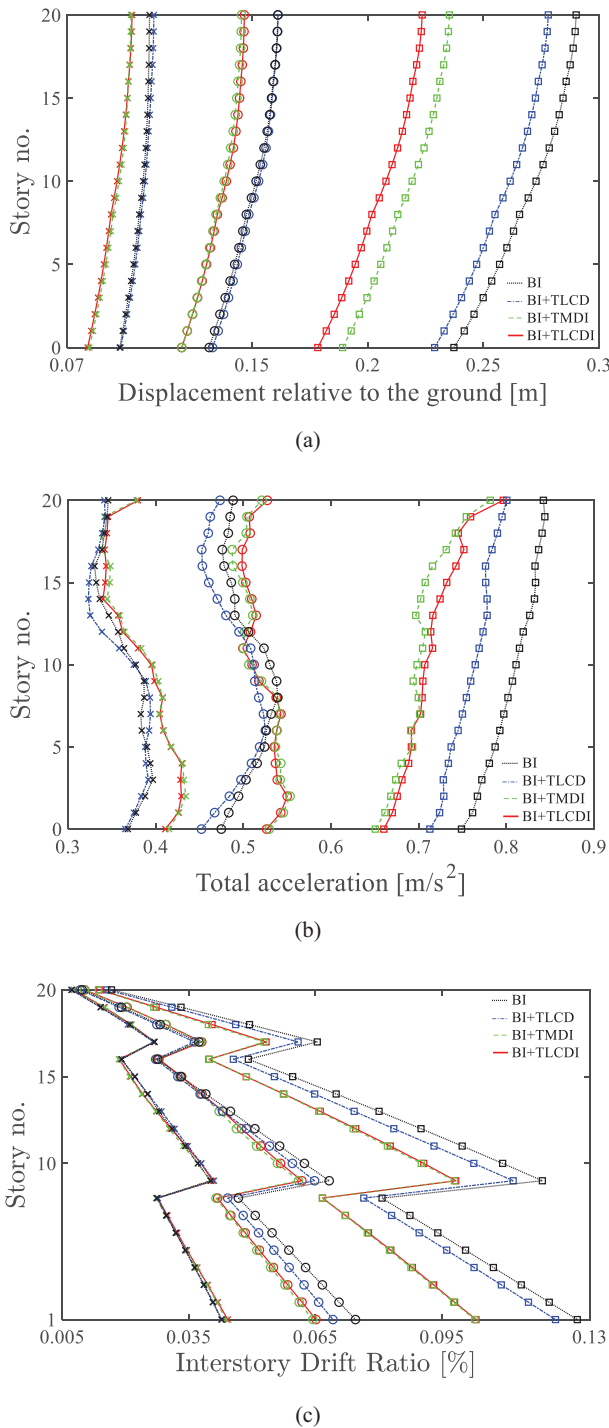 20
15
10
5
0
Story no.
BI
BI+TLCD
BI+TMDI
BI+TLCDI
0.07 0.15 0.2 0.25 0.3
Displacement relative to the ground [m]
(a)
20
15
10
5
0
Story no.
BI
BI+TLCD
BI+TMDI
BI+TLCDI
0.3 0.4 0.5 0.6 0.7 0.8 0.9
Total acceleration [m/s²]
(b)
20
15
10
1
Story no.
BI
BI+TLCD
BI+TMDI
BI+TLCDI
0.005 0.035 0.065 0.095 0.13
Interstory Drift Ratio [%]
(c)